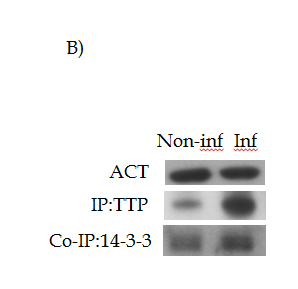 B)
Non-inf Inf
ACT
IP:TTP
Co-IP:14-3-3